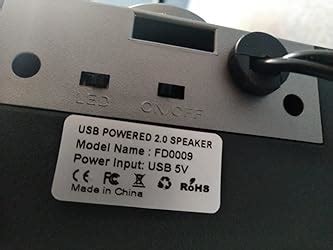 LED
ON/OFF
USB POWERED 2.0 SPEAKER
Model Name : FD0009
Power Input: USB 5V
CE FC RoHS
Made in China